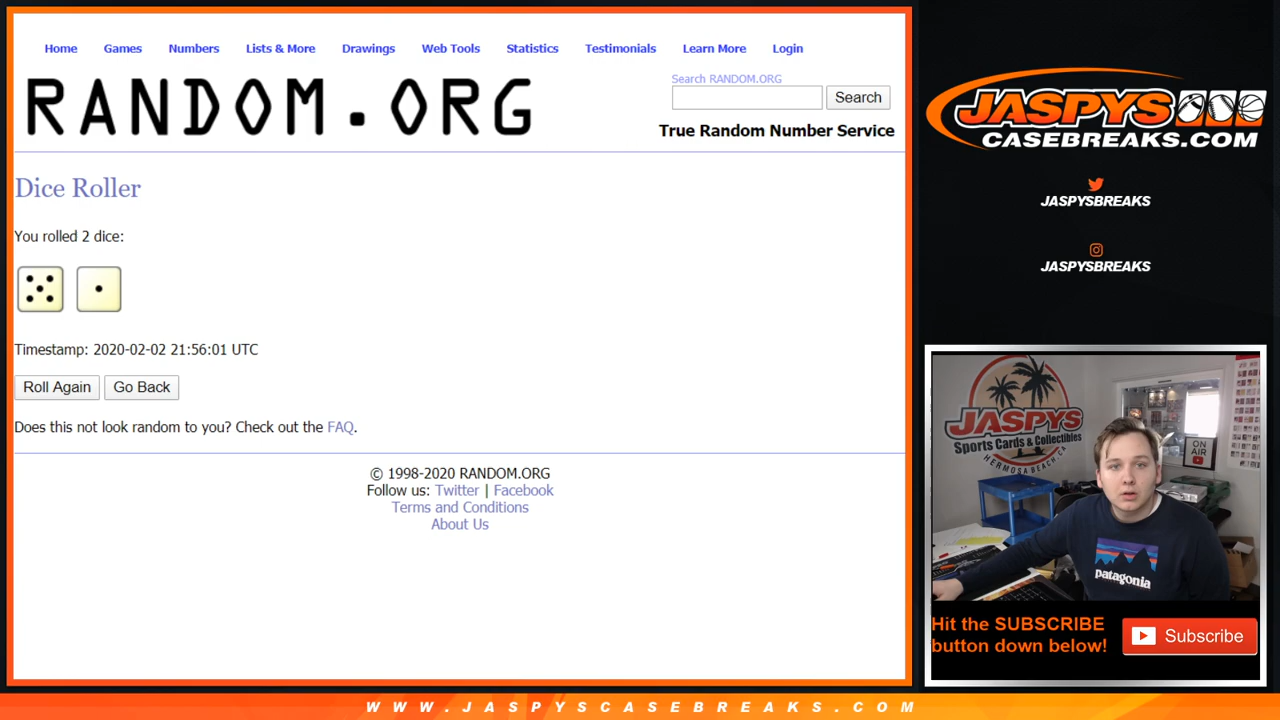 Home Games Numbers Lists & More Drawings Web Tools Statistics Testimonials Learn More Login
RANDOM.ORG
Search RANDOM.ORG
Search
True Random Number Service
Dice Roller
You rolled 2 dice:
Timestamp: 2020-02-02 21:56:01 UTC
Roll Again Go Back
Does this not look random to you? Check out the FAQ.
© 1998-2020 RANDOM.ORG
Follow us: Twitter | Facebook
Terms and Conditions
About Us
JASPYS
CASEBREAKS.COM
JASPYSBREAKS
JASPYSBREAKS
JASPYS
Sports Cards & Collectibles
HERMOSA BEACH, CA
ON
AIR
patagonia
Hit the SUBSCRIBE
button down below!
Subscribe
WWW.JASPYSCASEBREAKS.COM